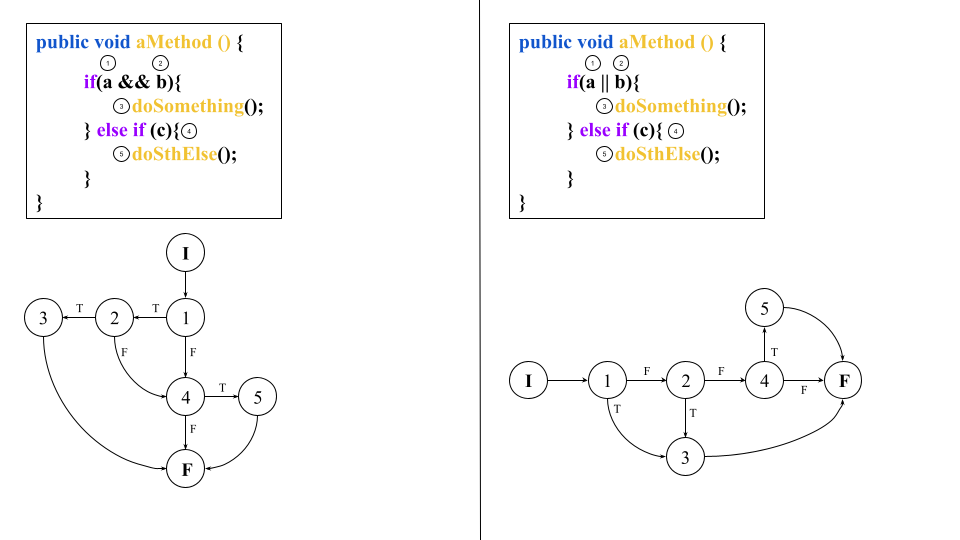 public void aMethod () {
1 2
if(a && b){
3 doSomething();
} else if (c){ 4
5 doSthElse();
}
}
I
3 T 2 T 1
F F
4 T 5
F
F
public void aMethod () {
1 2
if(a || b){
3 doSomething();
} else if (c){ 4
5 doSthElse();
}
}
5
T
I 1 F 2 F 4 F F
T T
3